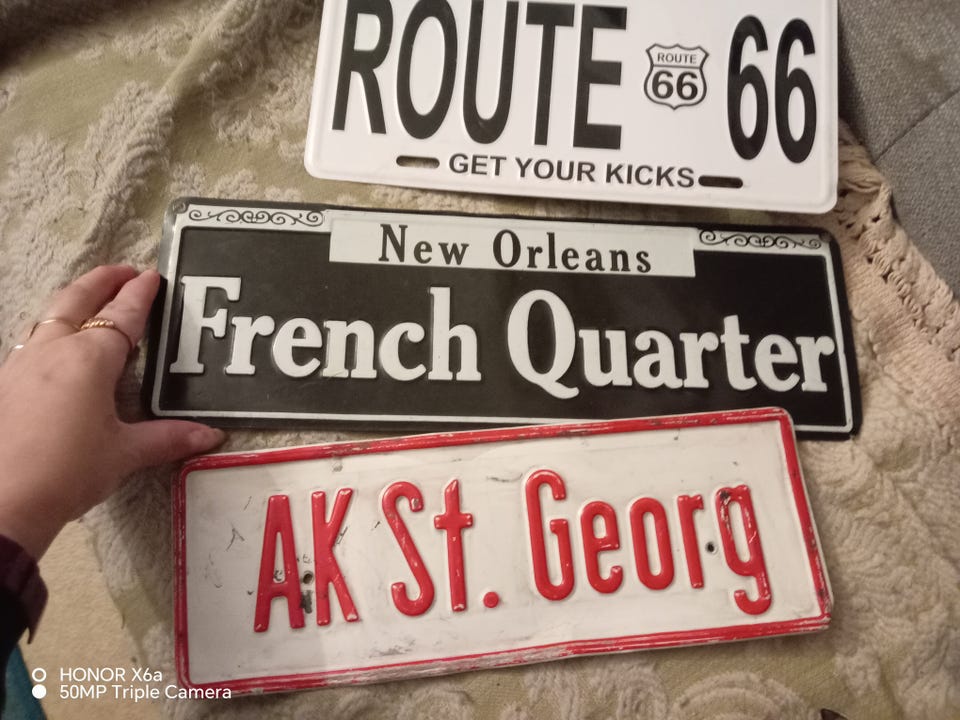 ROUTE ROUTE 66 66
GET YOUR KICKS
New Orleans
French Quarter
AK St. Georg
HONOR X6a
50MP Triple Camera